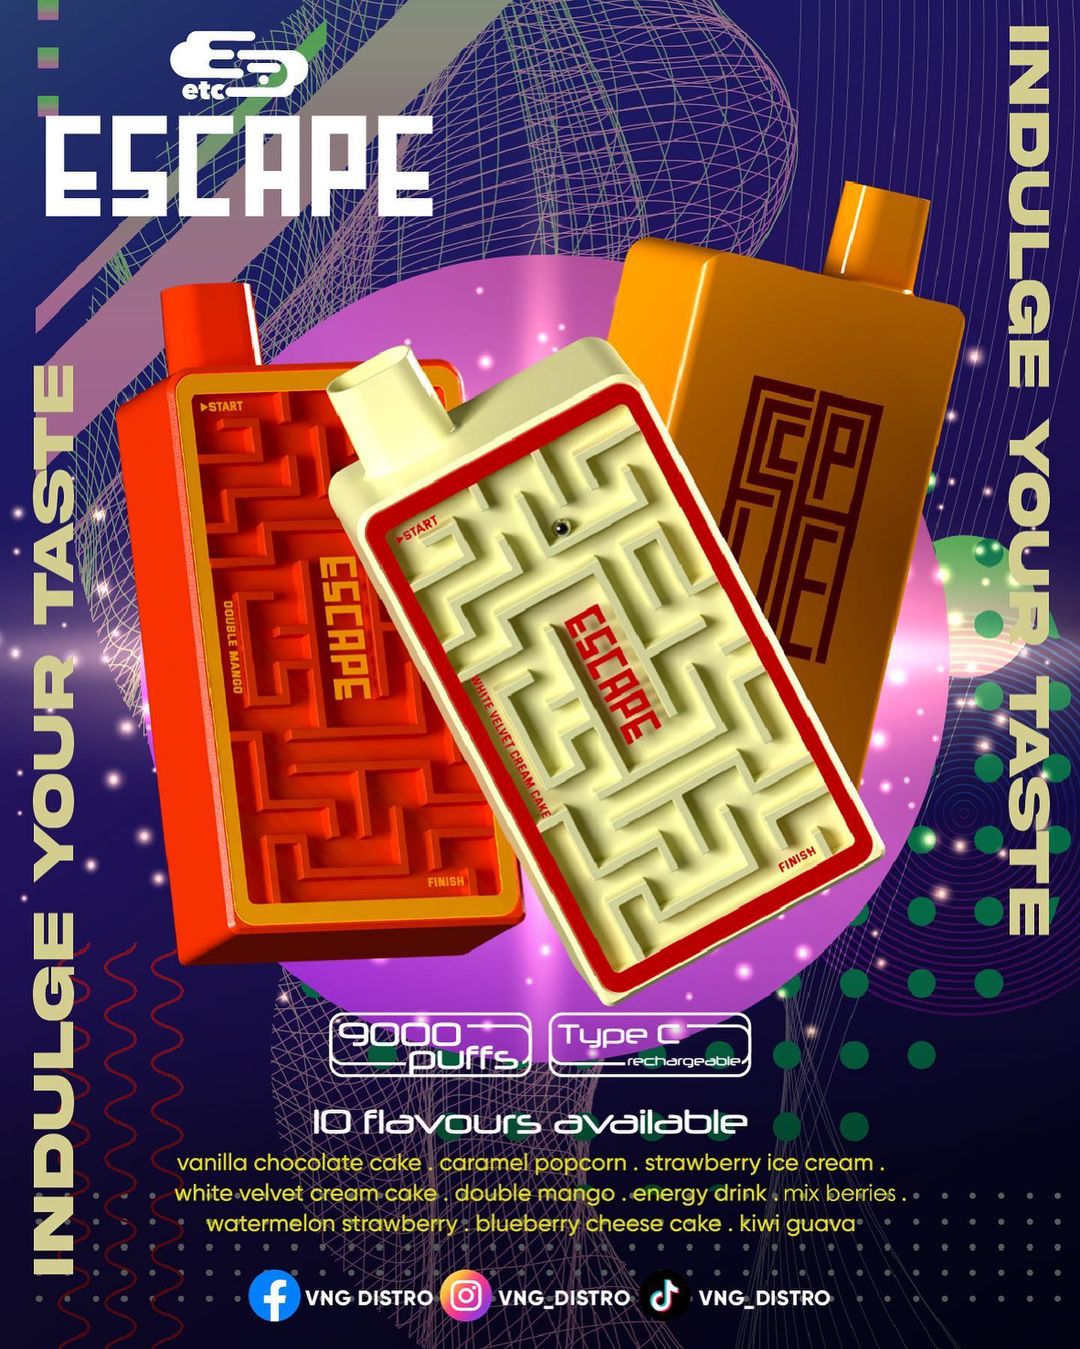 etc
ESCAPE
INDULGE YOUR TASTE
INDULGE YOUR TASTE
START
ESCAPE
DOUBLE MANGO
FINISH
START
ESCAPE
WHITE VELVET CREAM CAKE
FINISH
ESCAPE
9000
puffs
Type C
rechargeable
10 flavours available
vanilla chocolate cake . caramel popcorn . strawberry ice cream .
white velvet cream cake . double mango . energy drink . mix berries .
watermelon strawberry . blueberry cheese cake . kiwi guava
VNG DISTRO VNG_DISTRO VNG_DISTRO